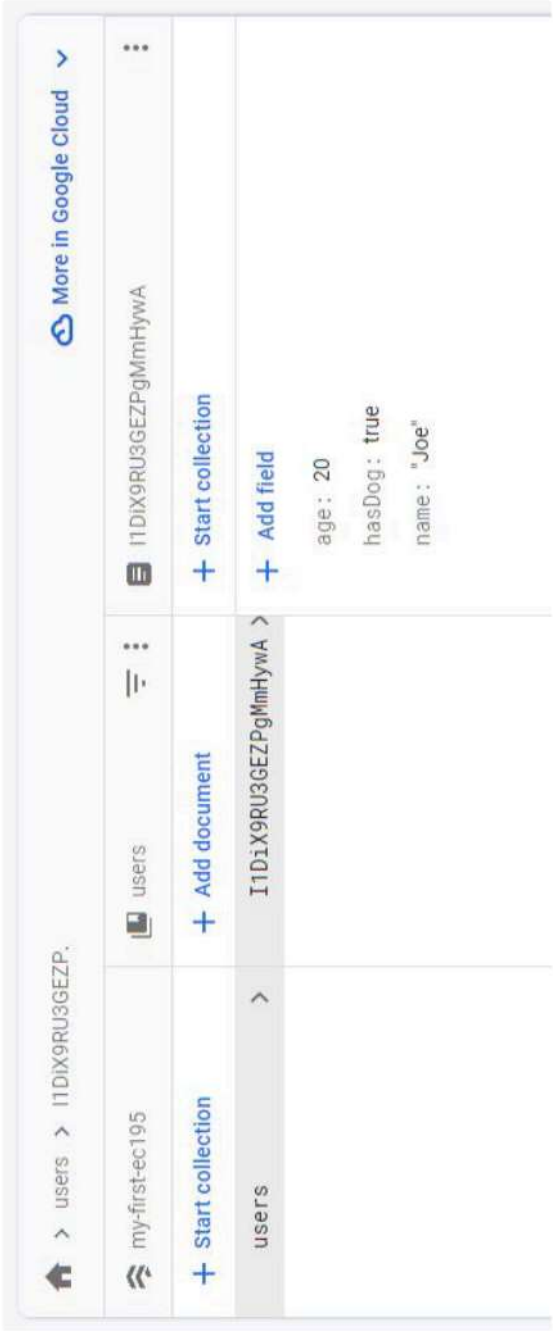 > users > I1DiX9RU3GEZP.
More in Google Cloud
my-first-ec195
users
I1DiX9RU3GEZPgMmHywA
+ Start collection
+ Add document
+ Start collection
users >
I1DiX9RU3GEZPgMmHywA >
+ Add field
age: 20
hasDog: true
name: "Joe"